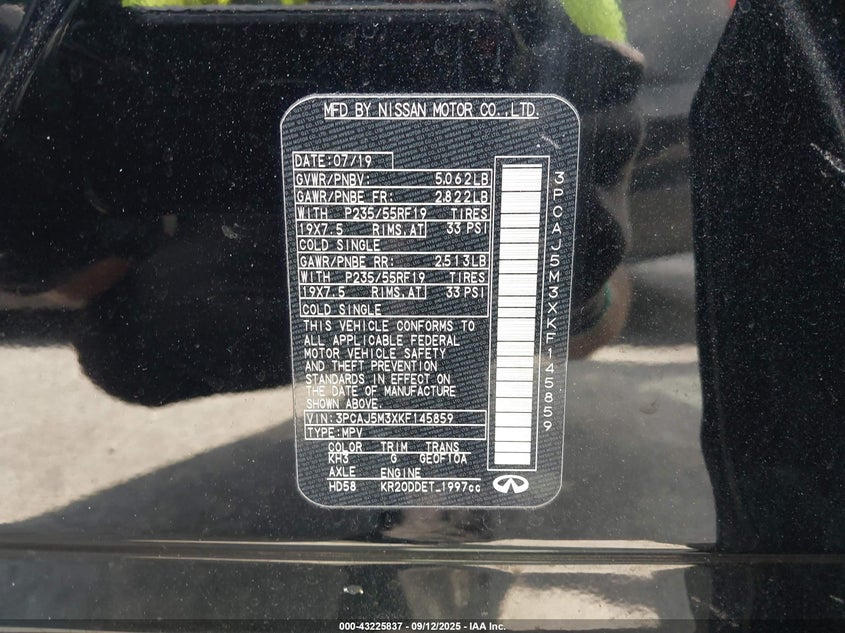 MFD BY NISSAN MOTOR CO.,LTD.
DATE:07/19
GVWR/PNBV: 5.062LB
GAWR/PNBE FR: 2.822LB
WITH P235/55RF19 TIRES
19X7.5 RIMS.AT 33 PSI
COLD SINGLE
GAWR/PNBE RR: 2.513LB
WITH P235/55RF19 TIRES
19X7.5 RIMS.AT 33 PSI
COLD SINGLE
THIS VEHICLE CONFORMS TO
ALL APPLICABLE FEDERAL
MOTOR VEHICLE SAFETY
AND THEFT PREVENTION
STANDARDS IN EFFECT ON
THE DATE OF MANUFACTURE
SHOWN ABOVE.
VIN:3PCAJ5M3XKF145859
TYPE:MPV
COLOR TRIM TRANS
KH3 G GE0F10A
AXLE ENGINE
HD58 KR20DDET_1997cc
3PCAJ5M3XKF145859
000-43225837 - 09/12/2025 - IAA Inc.